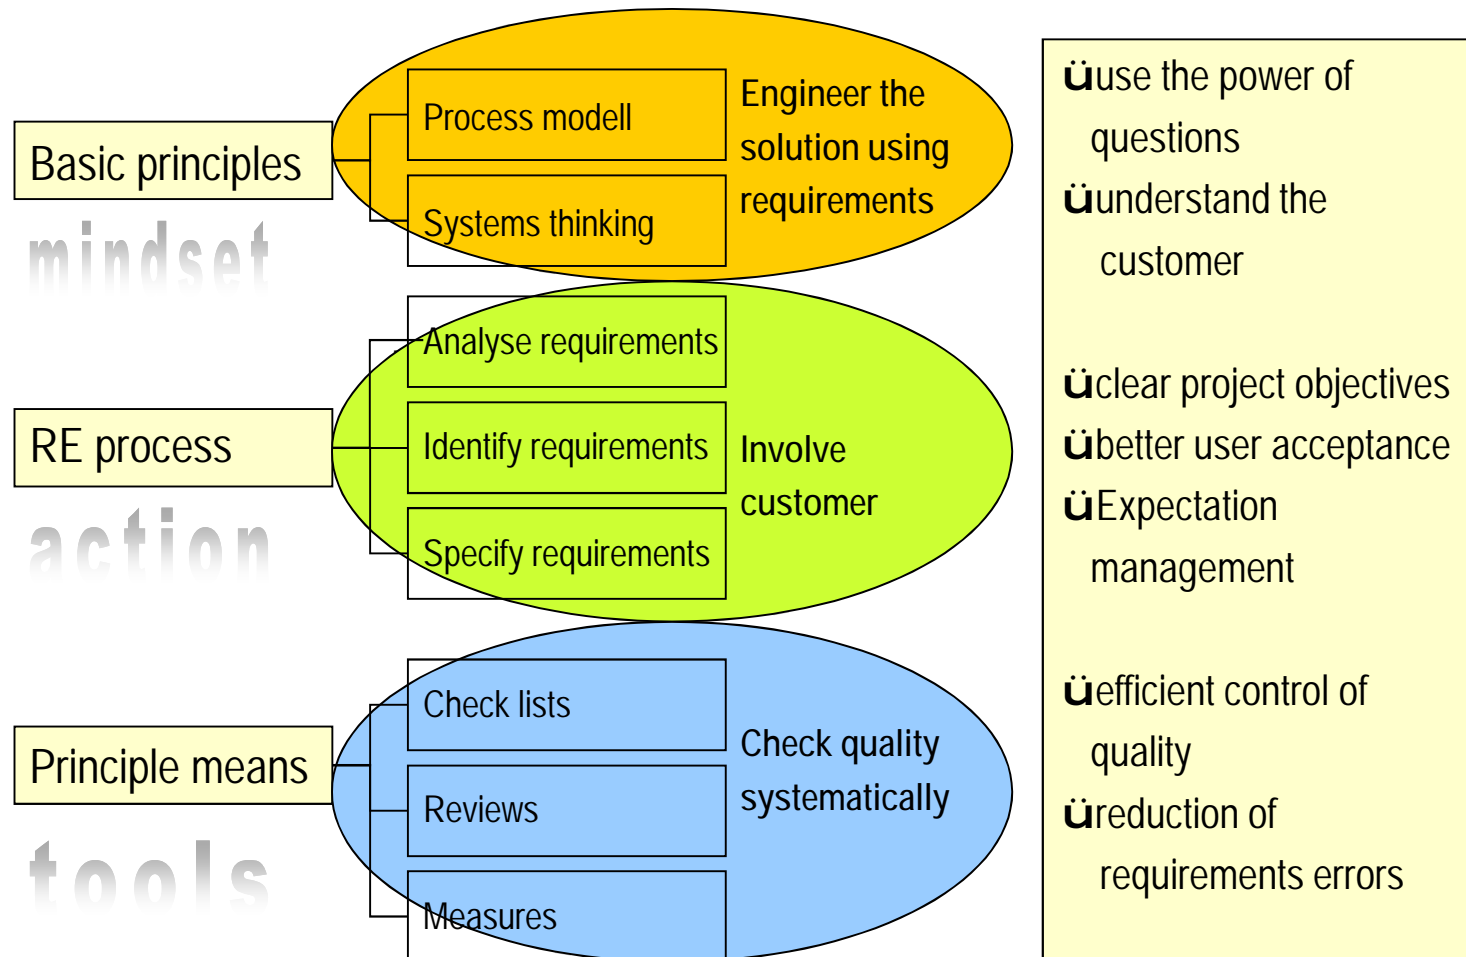 Basic principles
mindset
Process modell
Systems thinking
Engineer the
solution using
requirements
RE process
action
Analyse requirements
Identify requirements
Specify requirements
Involve
customer
Principle means
tools
Check lists
Reviews
Measures
Check quality
systematically
üuse the power of
questions
üunderstand the
customer
üclear project objectives
übetter user acceptance
üExpectation
management
üefficient control of
quality
üreduction of
requirements errors